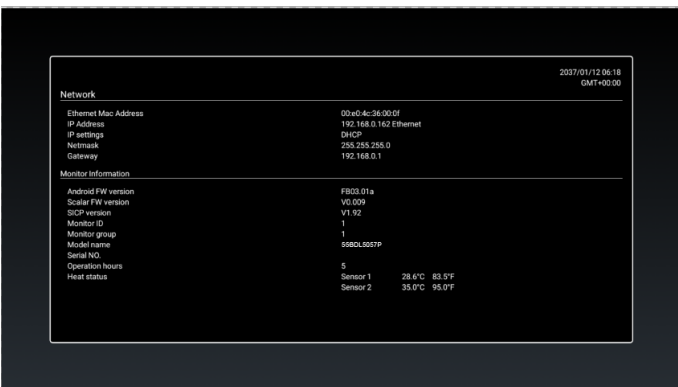 2037/01/12 06:18
GMT+00:00
Network
Ethernet Mac Address 00:e0:4c:36:00:0f
IP Address 192.168.0.162 Ethernet
IP settings DHCP
Netmask 255.255.255.0
Gateway 192.168.0.1
Monitor Information
Android FW version FB03.01a
Scalar FW version V0.009
SICP version V1.92
Monitor ID 1
Monitor group 1
Model name 55BDL5057P
Serial NO.
Operation hours 5
Heat status Sensor 1 28.6°C 83.5°F
Sensor 2 35.0°C 95.0°F